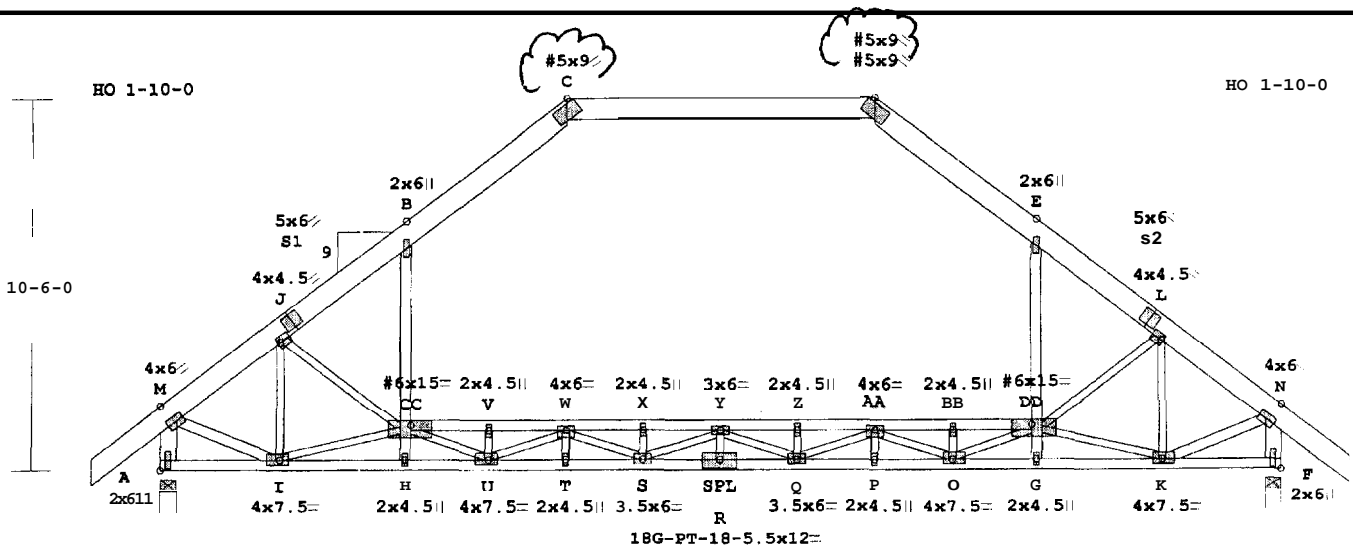 #5x9
#5x9
#5x9
C
HO 1-10-0
HO 1-10-0
2x6||
B
2x6||
E
5x6
S1
9
5x6
s2
4x4.5
J
4x4.5
L
10-6-0
4x6
M
4x6
N
#6x15= 2x4.5|| 4x6= 2x4.5|| 3x6= 2x4.5|| 4x6= 2x4.5|| #6x15=
CC V W X Y Z AA BB DD
A I H U T S SPL Q P O G K F
2x611 4x7.5= 2x4.5|| 4x7.5= 2x4.5|| 3.5x6= R 3.5x6= 2x4.5|| 4x7.5= 2x4.5|| 4x7.5= 2x6||
18G-PT-18-5.5x12=